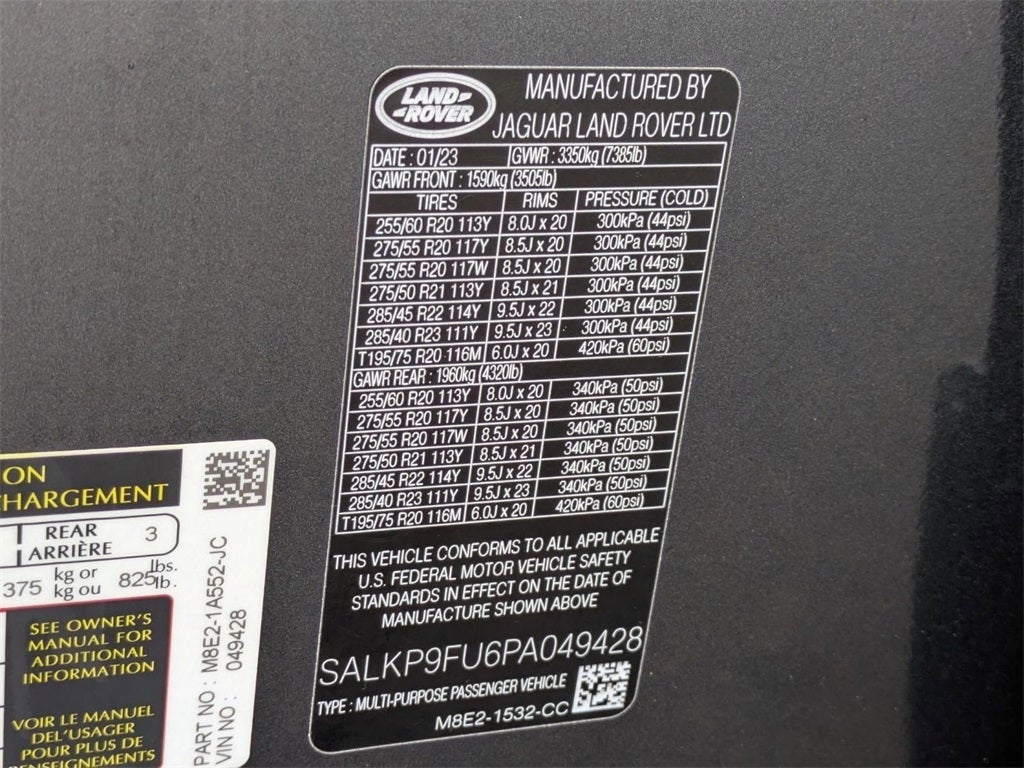 LAND-
-ROVER
MANUFACTURED BY
JAGUAR LAND ROVER LTD
DATE : 01/23 GVWR : 3350kg (7385lb)
GAWR FRONT : 1590kg (3505lb)
TIRES RIMS PRESSURE (COLD)
255/60 R20 113Y 8.0J x 20 300kPa (44psi)
275/55 R20 117Y 8.5J x 20 300kPa (44psi)
275/55 R20 117W 8.5J x 20 300kPa (44psi)
275/50 R21 113Y 8.5J x 21 300kPa (44psi)
285/45 R22 114Y 9.5J x 22 300kPa (44psi)
285/40 R23 111Y 9.5J x 23 300kPa (44psi)
T195/75 R20 116M 6.0J x 20 420kPa (60psi)
GAWR REAR : 1960kg (4320lb)
255/60 R20 113Y 8.0J x 20 340kPa (50psi)
275/55 R20 117Y 8.5J x 20 340kPa (50psi)
275/55 R20 117W 8.5J x 20 340kPa (50psi)
275/50 R21 113Y 8.5J x 21 340kPa (50psi)
285/45 R22 114Y 9.5J x 22 340kPa (50psi)
285/40 R23 111Y 9.5J x 23 340kPa (50psi)
T195/75 R20 116M 6.0J x 20 420kPa (60psi)
THIS VEHICLE CONFORMS TO ALL APPLICABLE
U.S. FEDERAL MOTOR VEHICLE SAFETY
STANDARDS IN EFFECT ON THE DATE OF
MANUFACTURE SHOWN ABOVE
SALKP9FU6PA049428
TYPE : MULTI-PURPOSE PASSENGER VEHICLE
M8E2-1532-CC
ON
CHARGEMENT
REAR 3
ARRIÈRE
375 kg or 825 lbs.
kg ou lb.
SEE OWNER'S
MANUAL FOR
ADDITIONAL
INFORMATION
VOIR LE MANUEL
DEL'USAGER
POUR PLUS DE
RENSEIGNEMENTS
PART NO : M8E2-1A552-JC
VIN NO : 049428